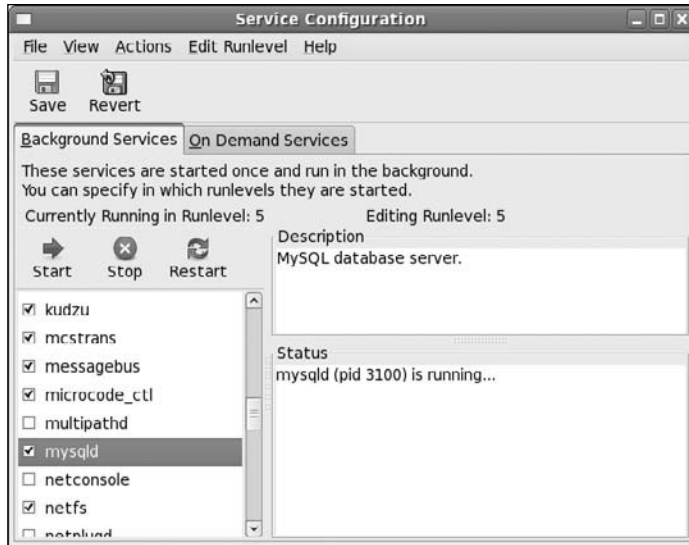 Service Configuration
File View Actions Edit Runlevel Help
Save Revert
Background Services On Demand Services
These services are started once and run in the background.
You can specify in which runlevels they are started.
Currently Running in Runlevel: 5 Editing Runlevel: 5
Start Stop Restart
Description
MySQL database server.
kudzu
mcstrans
messagebus
microcode_ctl
multipathd
mysqld
netconsole
netfs
Status
mysqld (pid 3100) is running...